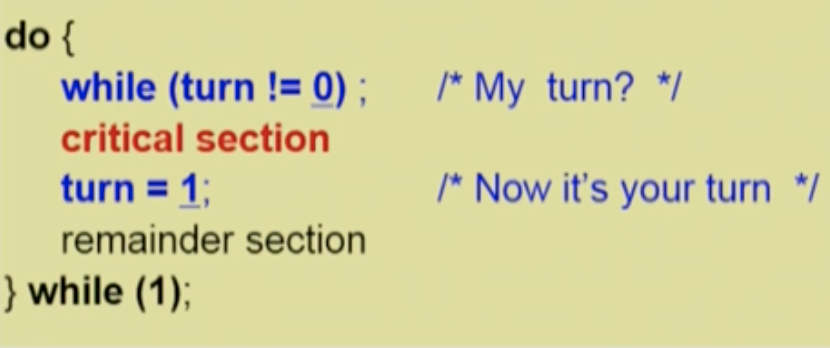 do {
while (turn != 0) ; /* My turn? */
critical section
turn = 1; /* Now it's your turn */
remainder section
} while (1);